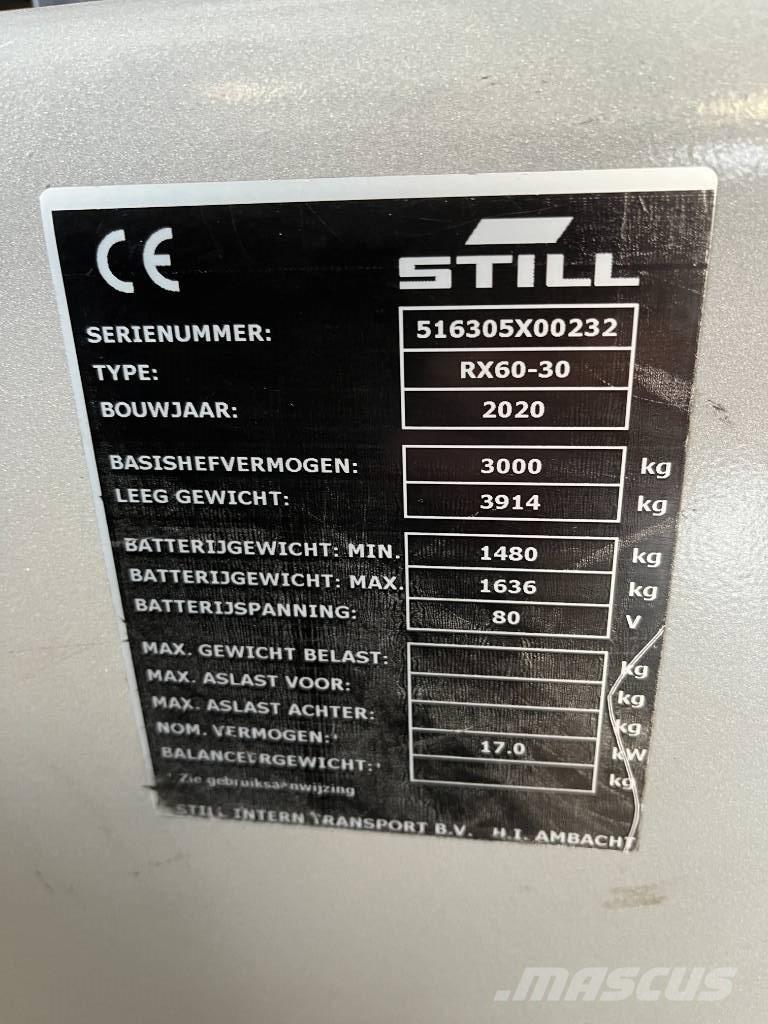 CE STILL
SERIENUMMER: 516305X00232
TYPE: RX60-30
BOUWJAAR: 2020
BASISHEFVERMOGEN: 3000 kg
LEEG GEWICHT: 3914 kg
BATTERIJGEWICHT: MIN. 1480 kg
BATTERIJGEWICHT: MAX. 1636 kg
BATTERIJSPANNING: 80 V
MAX. GEWICHT BELAST: kg
MAX. ASLAST VOOR: kg
MAX. ASLAST ACHTER: kg
NOM. VERMOGEN:* 17.0 kW
BALANCEERGEWICHT:* kg
* Zie gebruiksaanwijzing
STILL INTERN TRANSPORT B.V. H.I. AMBACHT
MASCUS